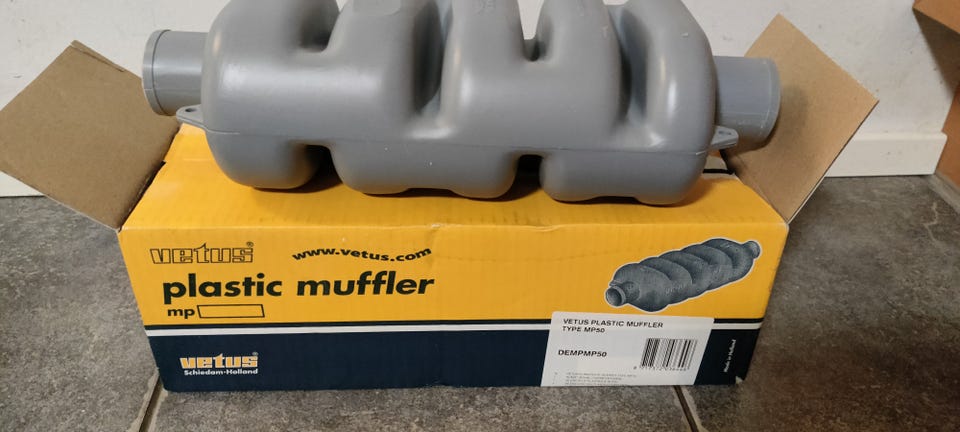 vetus®
www.vetus.com
plastic muffler
mp
VETUS PLASTIC MUFFLER
TYPE MP50
DEMPMP50
vetus®
Schiedam-Holland
Made in Holland